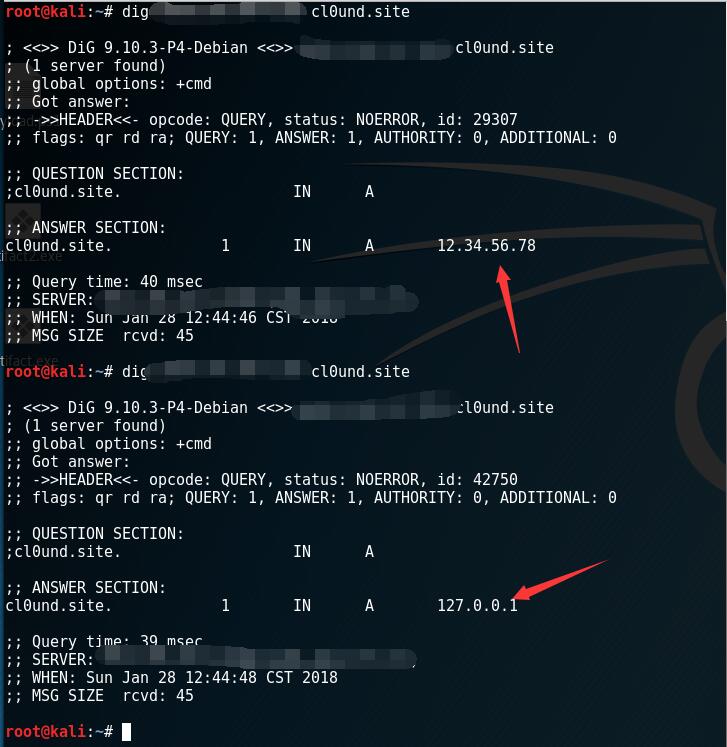 root@kali:~# dig cl0und.site
; <<>> DiG 9.10.3-P4-Debian <<>> cl0und.site
; (1 server found)
;; global options: +cmd
;; Got answer:
;; ->>HEADER<<- opcode: QUERY, status: NOERROR, id: 29307
;; flags: qr rd ra; QUERY: 1, ANSWER: 1, AUTHORITY: 0, ADDITIONAL: 0
;; QUESTION SECTION:
;cl0und.site. IN A
;; ANSWER SECTION:
cl0und.site. 1 IN A 12.34.56.78
;; Query time: 40 msec
;; SERVER:
;; WHEN: Sun Jan 28 12:44:46 CST 2018
;; MSG SIZE rcvd: 45
root@kali:~# dig cl0und.site
; <<>> DiG 9.10.3-P4-Debian <<>> cl0und.site
; (1 server found)
;; global options: +cmd
;; Got answer:
;; ->>HEADER<<- opcode: QUERY, status: NOERROR, id: 42750
;; flags: qr rd ra; QUERY: 1, ANSWER: 1, AUTHORITY: 0, ADDITIONAL: 0
;; QUESTION SECTION:
;cl0und.site. IN A
;; ANSWER SECTION:
cl0und.site. 1 IN A 127.0.0.1
;; Query time: 39 msec
;; SERVER:
;; WHEN: Sun Jan 28 12:44:48 CST 2018
;; MSG SIZE rcvd: 45
root@kali:~#